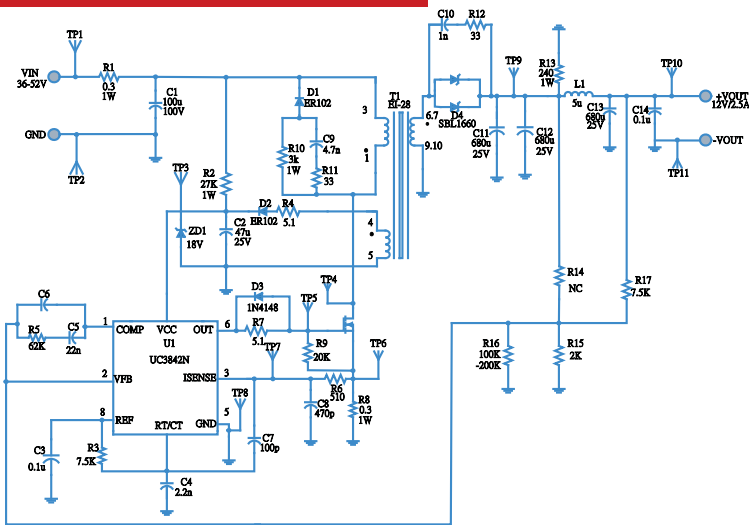 C10
1n
R12
33
TP1
VIN
36-52V
R1
0.3
1W
C1
100u
100V
GND
TP2
D1
ER102
R10
3k
1W
C9
4.7n
R11
33
T1
EI-28
3
1
6.7
9.10
4
5
D4
SBL1660
TP9
R13
240
1W
L1
5u
TP10
+VOUT
12V/2.5A
-VOUT
TP11
C11
680u
25V
C12
680u
25V
C13
680u
25V
C14
0.1u
TP3
R2
27K
1W
D2
ER102
R4
5.1
ZD1
18V
C2
47u
25V
C6
R5
62K
C5
22n
1
COMP
VCC
OUT
6
U1
UC3842N
2
VFB
ISENSE
3
8
REF
RT/CT
GND
5
D3
1N4148
R7
5.1
TP5
TP4
R9
20K
TP7
TP6
R6
510
TP8
C8
470p
R8
0.3
1W
C7
100p
C3
0.1u
R3
7.5K
C4
2.2n
R14
NC
R17
7.5K
R16
100K
-200K
R15
2K